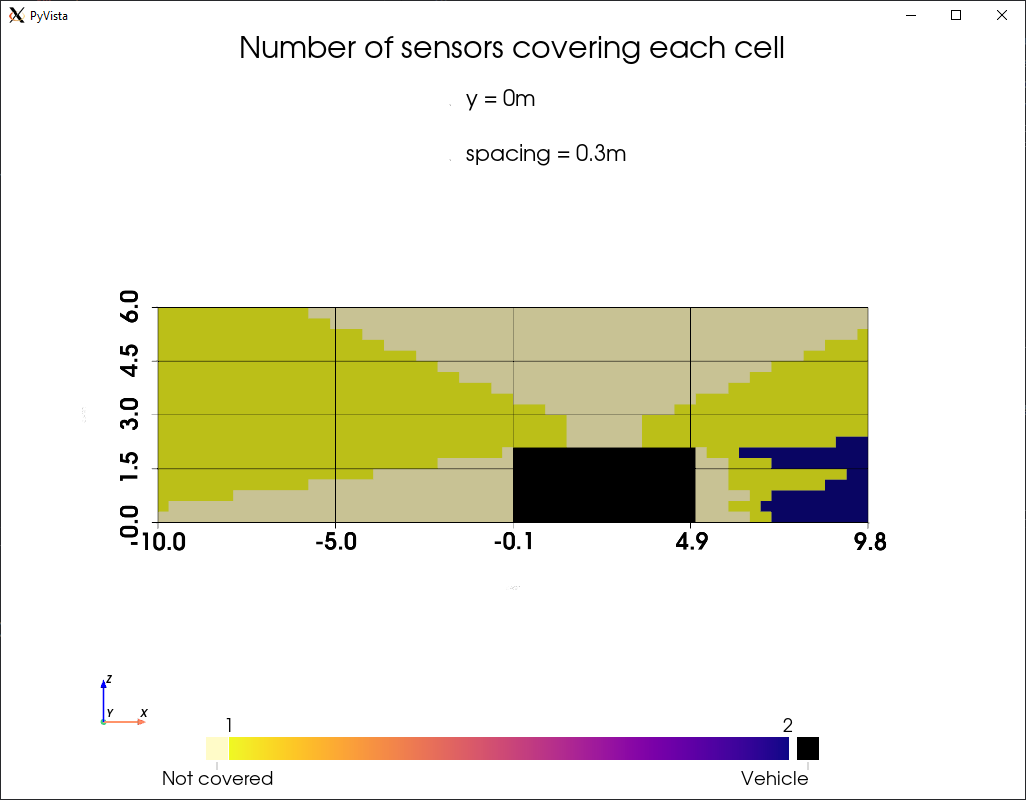 PyVista
Number of sensors covering each cell
y = 0m
spacing = 0.3m
6.0
4.5
3.0
1.5
-0.0
-10.0 -5.0 -0.1 4.9 9.8
Z
Y X
1 2
Not covered Vehicle